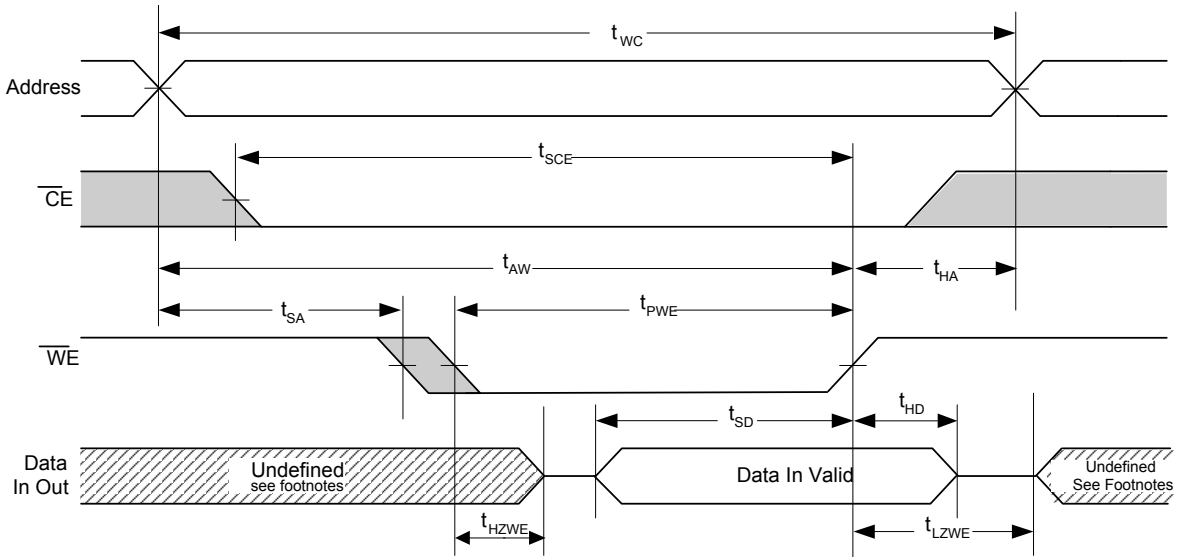 tWC
Address
tSCE
CE
tAW
tHA
tSA
tPWE
WE
tSD
tHD
Data
In Out
Undefined
see footnotes
Data In Valid
Undefined
See Footnotes
tHZWE
tLZWE